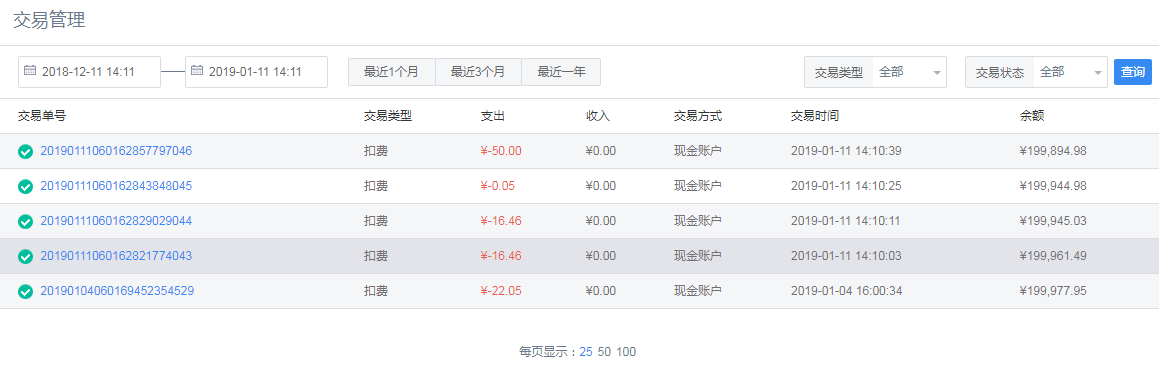 交易管理
2018-12-11 14:11 2019-01-11 14:11 最近1个月 最近3个月 最近一年 交易类型 全部 交易状态 全部 查询
交易单号 交易类型 支出 收入 交易方式 交易时间 余额
20190111060162857797046 扣费 ¥-50.00 ¥0.00 现金账户 2019-01-11 14:10:39 ¥199,894.98
20190111060162843848045 扣费 ¥-0.05 ¥0.00 现金账户 2019-01-11 14:10:25 ¥199,944.98
20190111060162829029044 扣费 ¥-16.46 ¥0.00 现金账户 2019-01-11 14:10:11 ¥199,945.03
20190111060162821774043 扣费 ¥-16.46 ¥0.00 现金账户 2019-01-11 14:10:03 ¥199,961.49
20190104060169452354529 扣费 ¥-22.05 ¥0.00 现金账户 2019-01-04 16:00:34 ¥199,977.95
每页显示：25 50 100